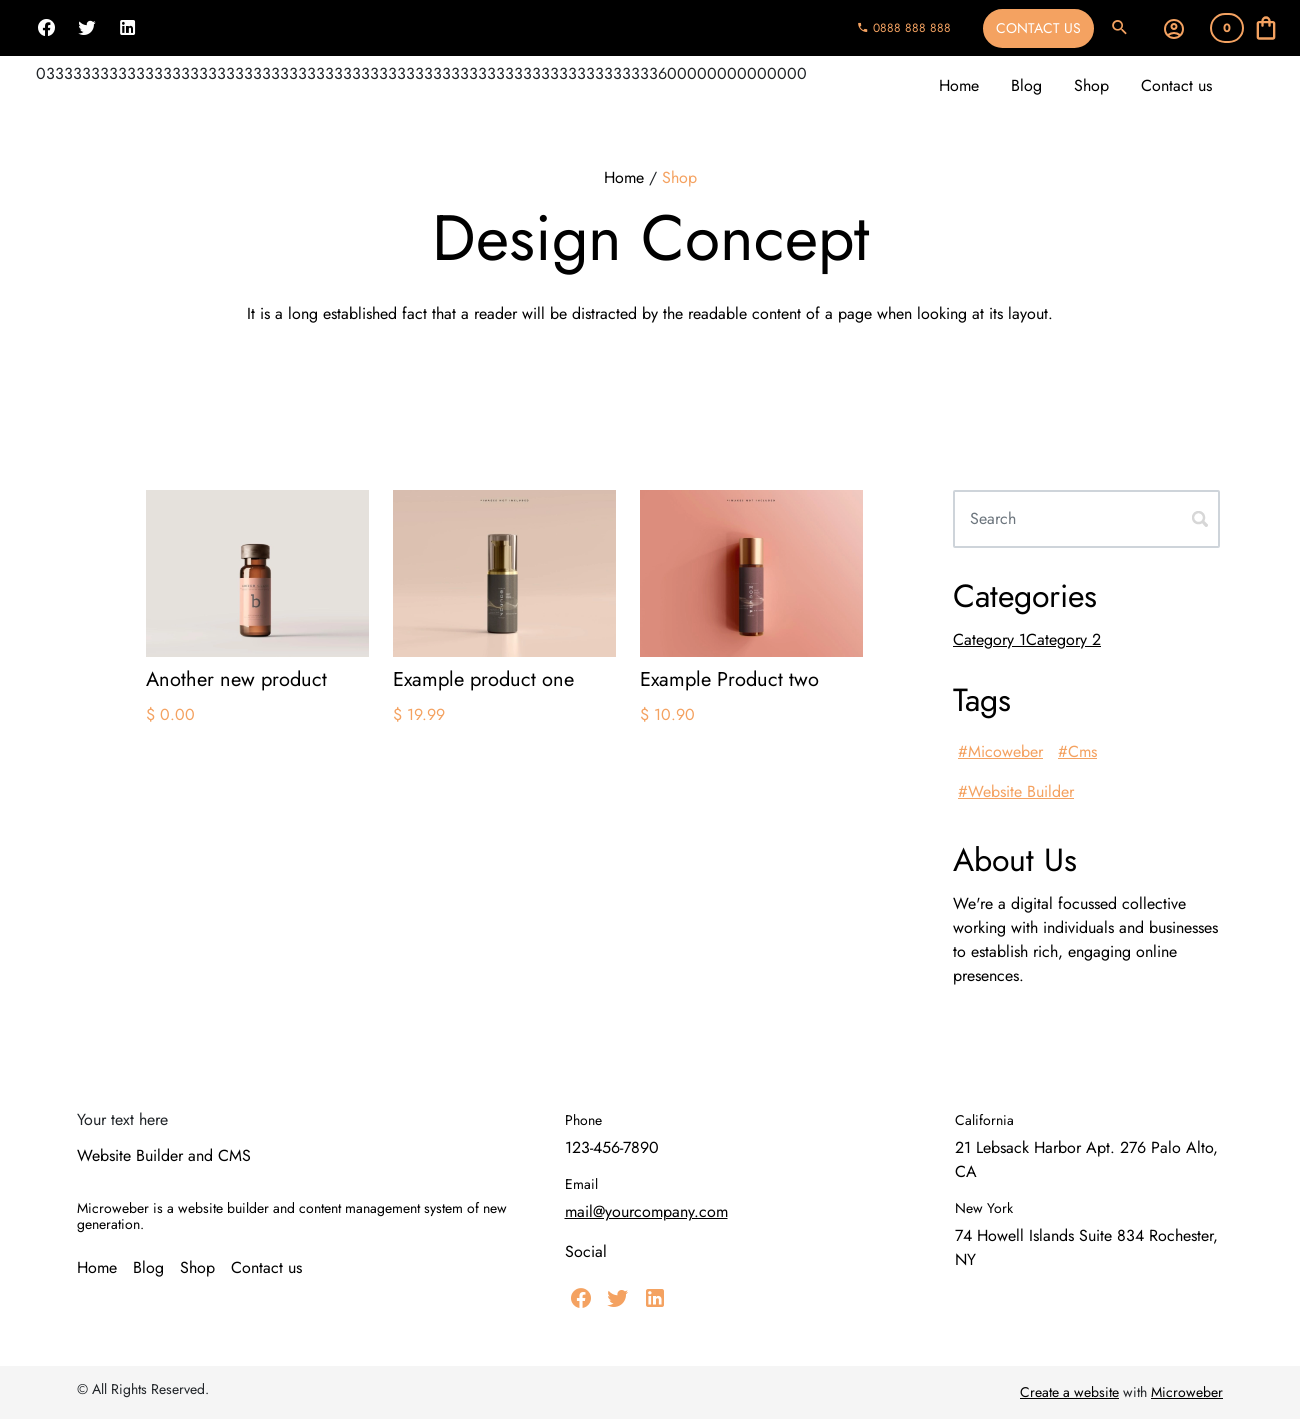 0888 888 888
CONTACT US
0
Home
Blog
Shop
Contact us
Home / Shop
Design Concept
It is a long established fact that a reader will be distracted by the readable content of a page when looking at its layout.
Search
Another new product
$ 0.00
Example product one
$ 19.99
Example Product two
$ 10.90
Categories
Category 1Category 2
Tags
#Micoweber #Cms
#Website Builder
About Us
We're a digital focussed collective
working with individuals and businesses
to establish rich, engaging online
presences.
Your text here
Website Builder and CMS
Microweber is a website builder and content management system of new
generation.
Home Blog Shop Contact us
Phone
123-456-7890
Email
mail@yourcompany.com
Social
California
21 Lebsack Harbor Apt. 276 Palo Alto,
CA
New York
74 Howell Islands Suite 834 Rochester,
NY
© All Rights Reserved.
Create a website with Microweber